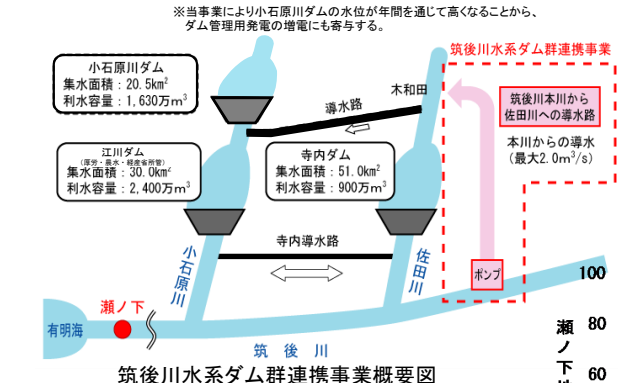 ※当事業により小石原川ダムの水位が年間を通じて高くなることから、
ダム管理用発電の増電にも寄与する。
筑後川水系ダム群連携事業
小石原川ダム
集水面積：20.5km²
利水容量：1,630万m³
木和田
導水路
筑後川本川から
佐田川への導水路
本川からの導水
（最大2.0m³/s）
江川ダム
（厚労・農水・経産省所管）
集水面積：30.0km²
利水容量：2,400万m³
寺内ダム
集水面積：51.0km²
利水容量：900万m³
寺内導水路
小石原川
佐田川
ポンプ
100
瀬ノ下
有明海
筑後川
80
瀬ノ下
60
筑後川水系ダム群連携事業概要図